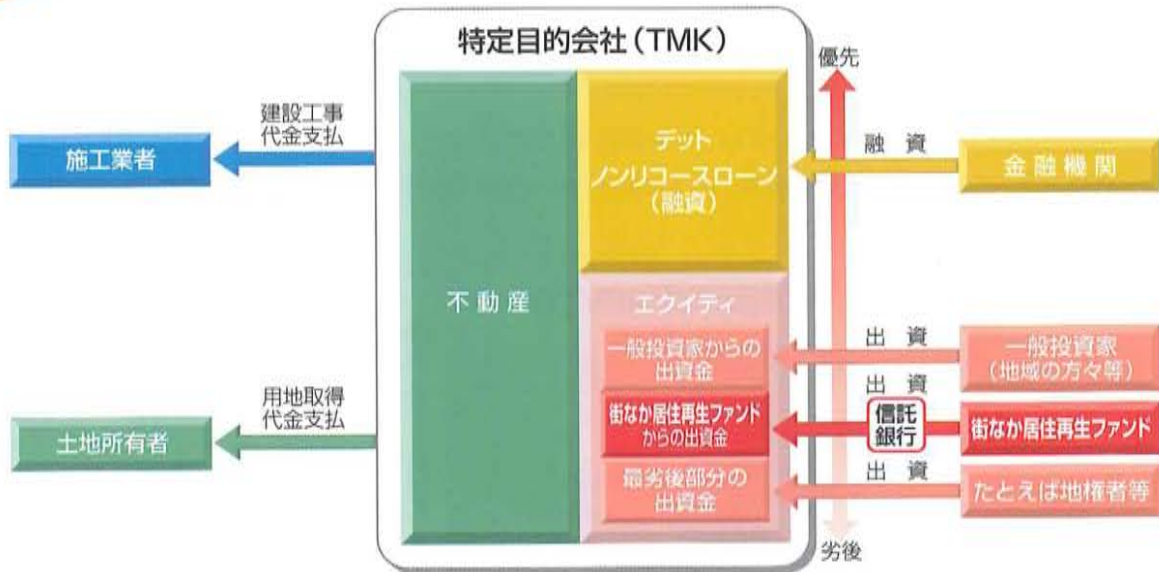 特定目的会社(TMK)
優先
建設工事
代金支払
施工業者
デット
ノンリコースローン
(融資)
融資
金融機関
不動産
エクイティ
一般投資家からの
出資金
出資
一般投資家
(地域の方々等)
用地取得
代金支払
土地所有者
街なか居住再生ファンド
からの出資金
出資
信託
銀行
街なか居住再生ファンド
最劣後部分の
出資金
出資
たとえば地権者等
劣後